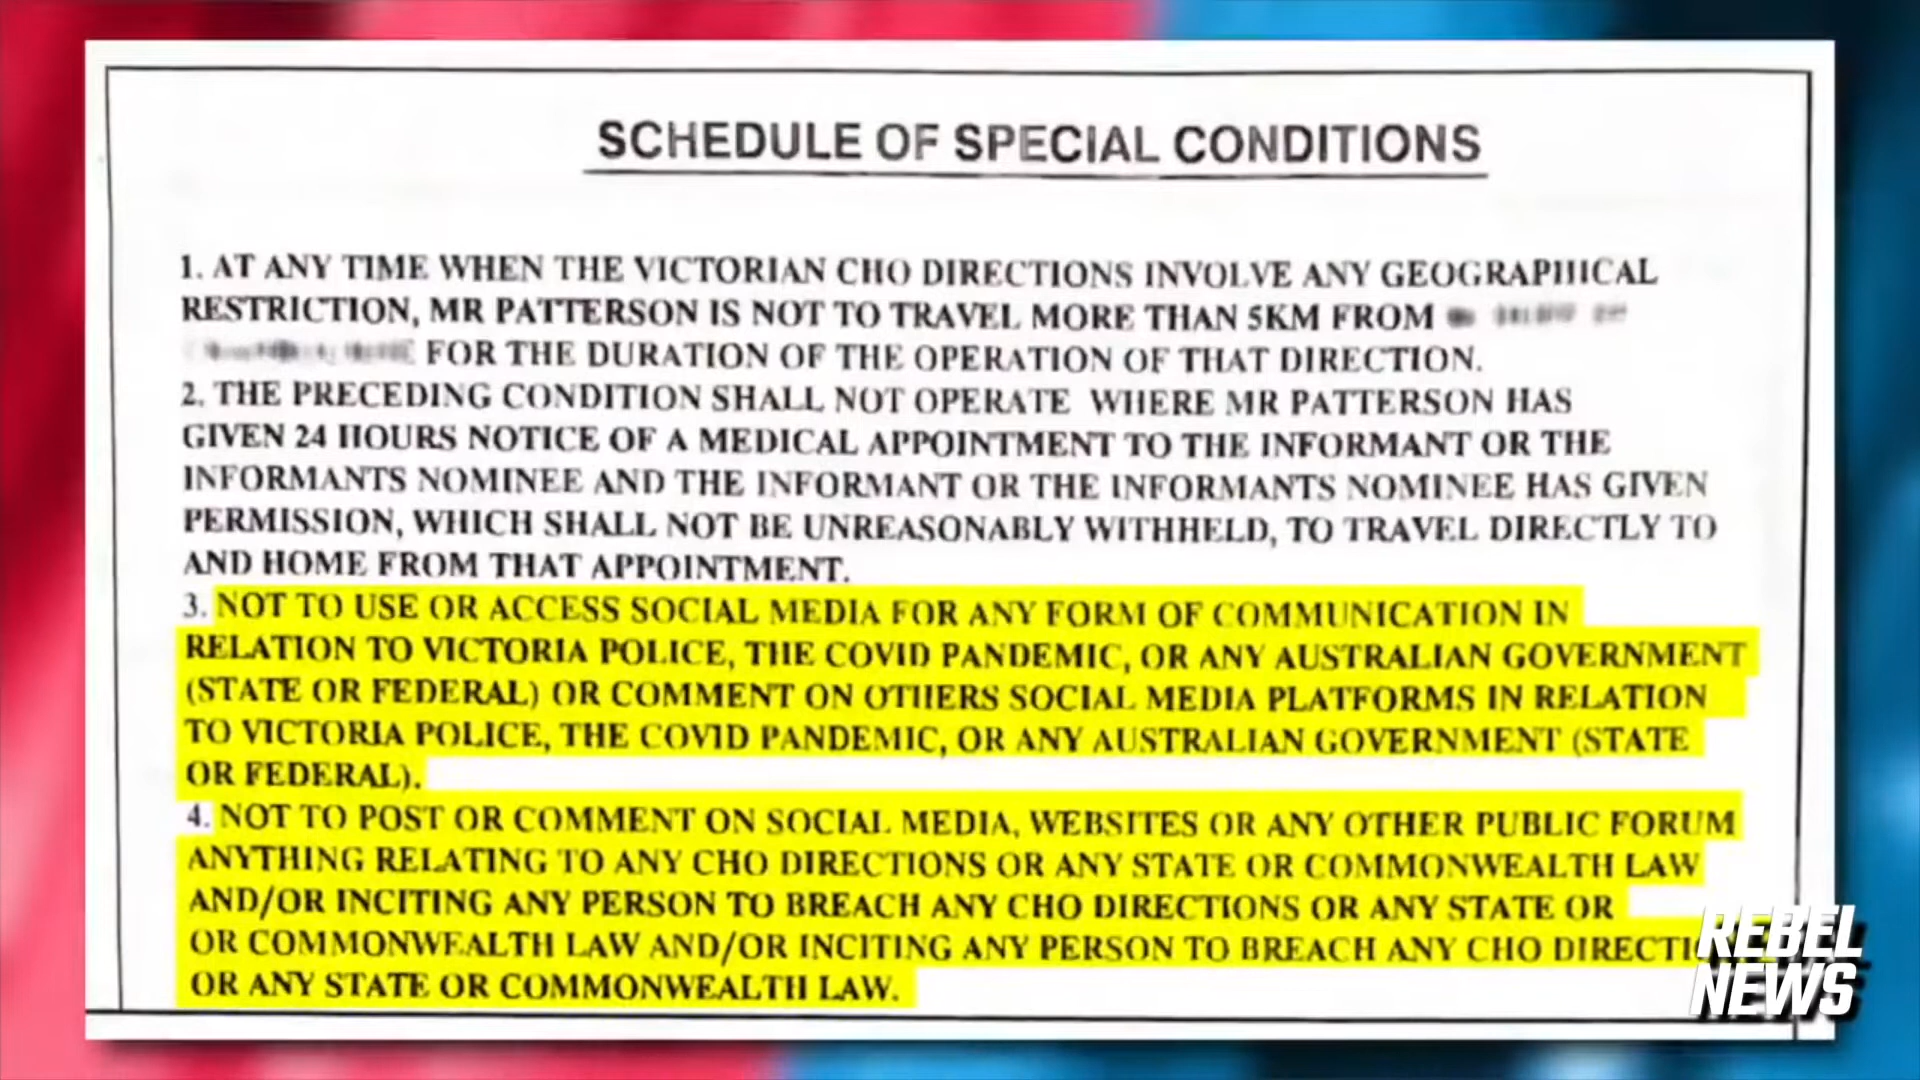 SCHEDULE OF SPECIAL CONDITIONS
1. AT ANY TIME WHEN THE VICTORIAN CHO DIRECTIONS INVOLVE ANY GEOGRAPHICAL
RESTRICTION, MR PATTERSON IS NOT TO TRAVEL MORE THAN 5KM FROM
FOR THE DURATION OF THE OPERATION OF THAT DIRECTION.
2. THE PRECEDING CONDITION SHALL NOT OPERATE WHERE MR PATTERSON HAS
GIVEN 24 HOURS NOTICE OF A MEDICAL APPOINTMENT TO THE INFORMANT OR THE
INFORMANTS NOMINEE AND THE INFORMANT OR THE INFORMANTS NOMINEE HAS GIVEN
PERMISSION, WHICH SHALL NOT BE UNREASONABLY WITHHELD, TO TRAVEL DIRECTLY TO
AND HOME FROM THAT APPOINTMENT.
3. NOT TO USE OR ACCESS SOCIAL MEDIA FOR ANY FORM OF COMMUNICATION IN
RELATION TO VICTORIA POLICE, THE COVID PANDEMIC, OR ANY AUSTRALIAN GOVERNMENT
(STATE OR FEDERAL) OR COMMENT ON OTHERS SOCIAL MEDIA PLATFORMS IN RELATION
TO VICTORIA POLICE, THE COVID PANDEMIC, OR ANY AUSTRALIAN GOVERNMENT (STATE
OR FEDERAL).
4. NOT TO POST OR COMMENT ON SOCIAL MEDIA, WEBSITES OR ANY OTHER PUBLIC FORUM
ANYTHING RELATING TO ANY CHO DIRECTIONS OR ANY STATE OR COMMONWEALTH LAW
AND/OR INCITING ANY PERSON TO BREACH ANY CHO DIRECTIONS OR ANY STATE OR
OR COMMONWEALTH LAW AND/OR INCITING ANY PERSON TO BREACH ANY CHO DIRECTI
OR ANY STATE OR COMMONWEALTH LAW.
REBEL
NEWS